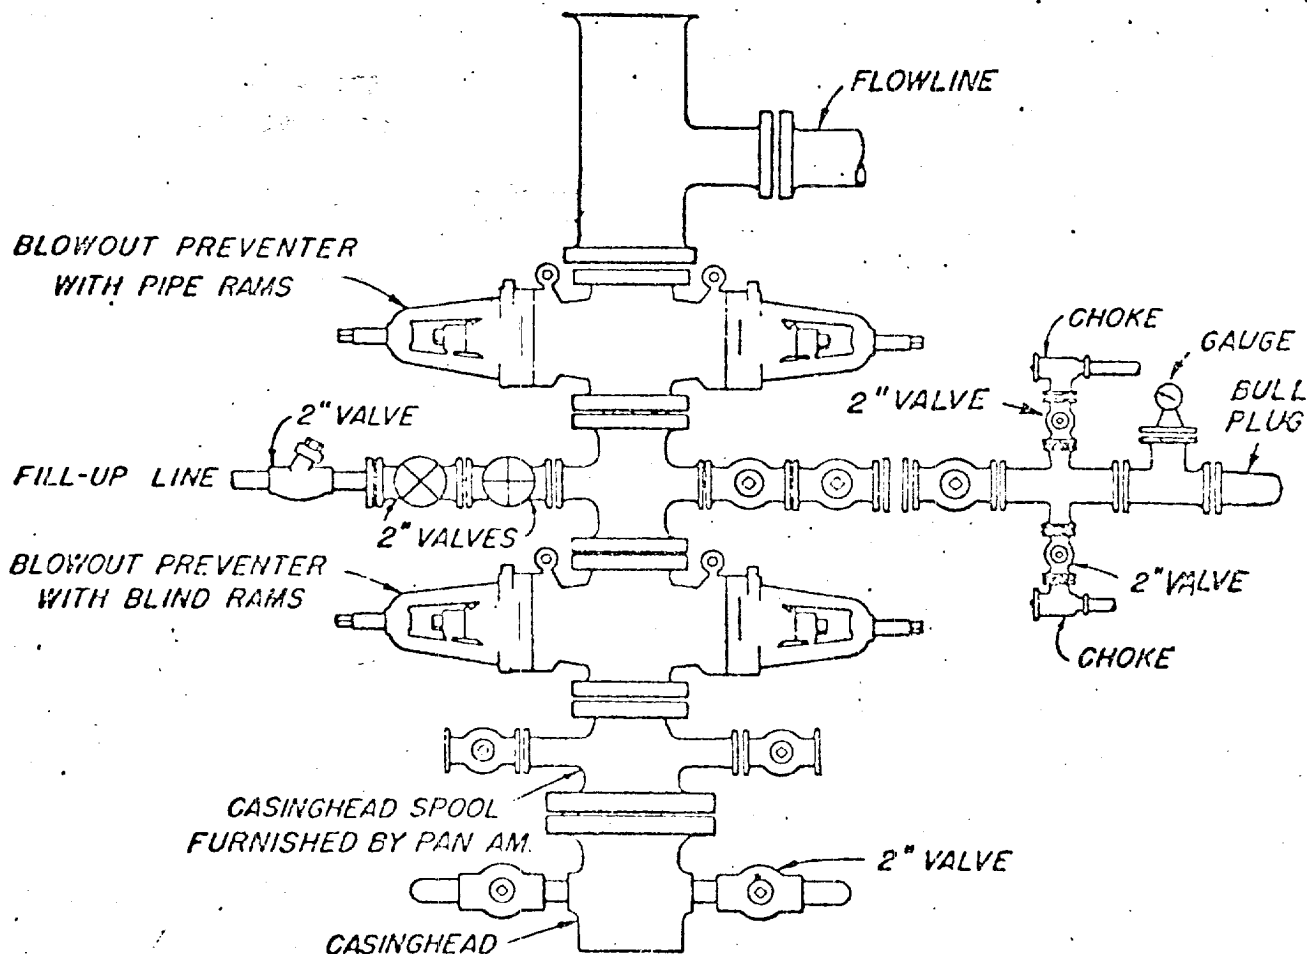 FLOWLINE
BLOWOUT PREVENTER
WITH PIPE RAMS
CHOKE
GAUGE
2" VALVE
BULL
PLUG
2" VALVE
FILL-UP LINE
2" VALVES
BLOWOUT PREVENTER
WITH BLIND RAMS
2" VALVE
CHOKE
CASINGHEAD SPOOL
FURNISHED BY PAN AM.
2" VALVE
CASINGHEAD